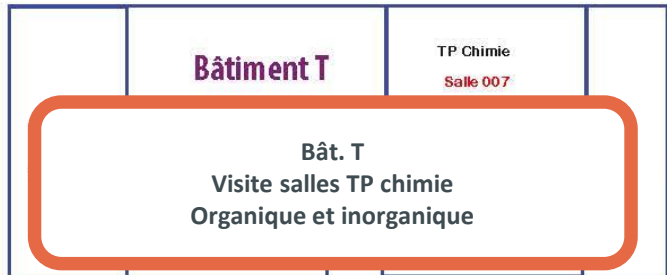 Bâtiment T
TP Chimie
Salle 007
Bât. T
Visite salles TP chimie
Organique et inorganique